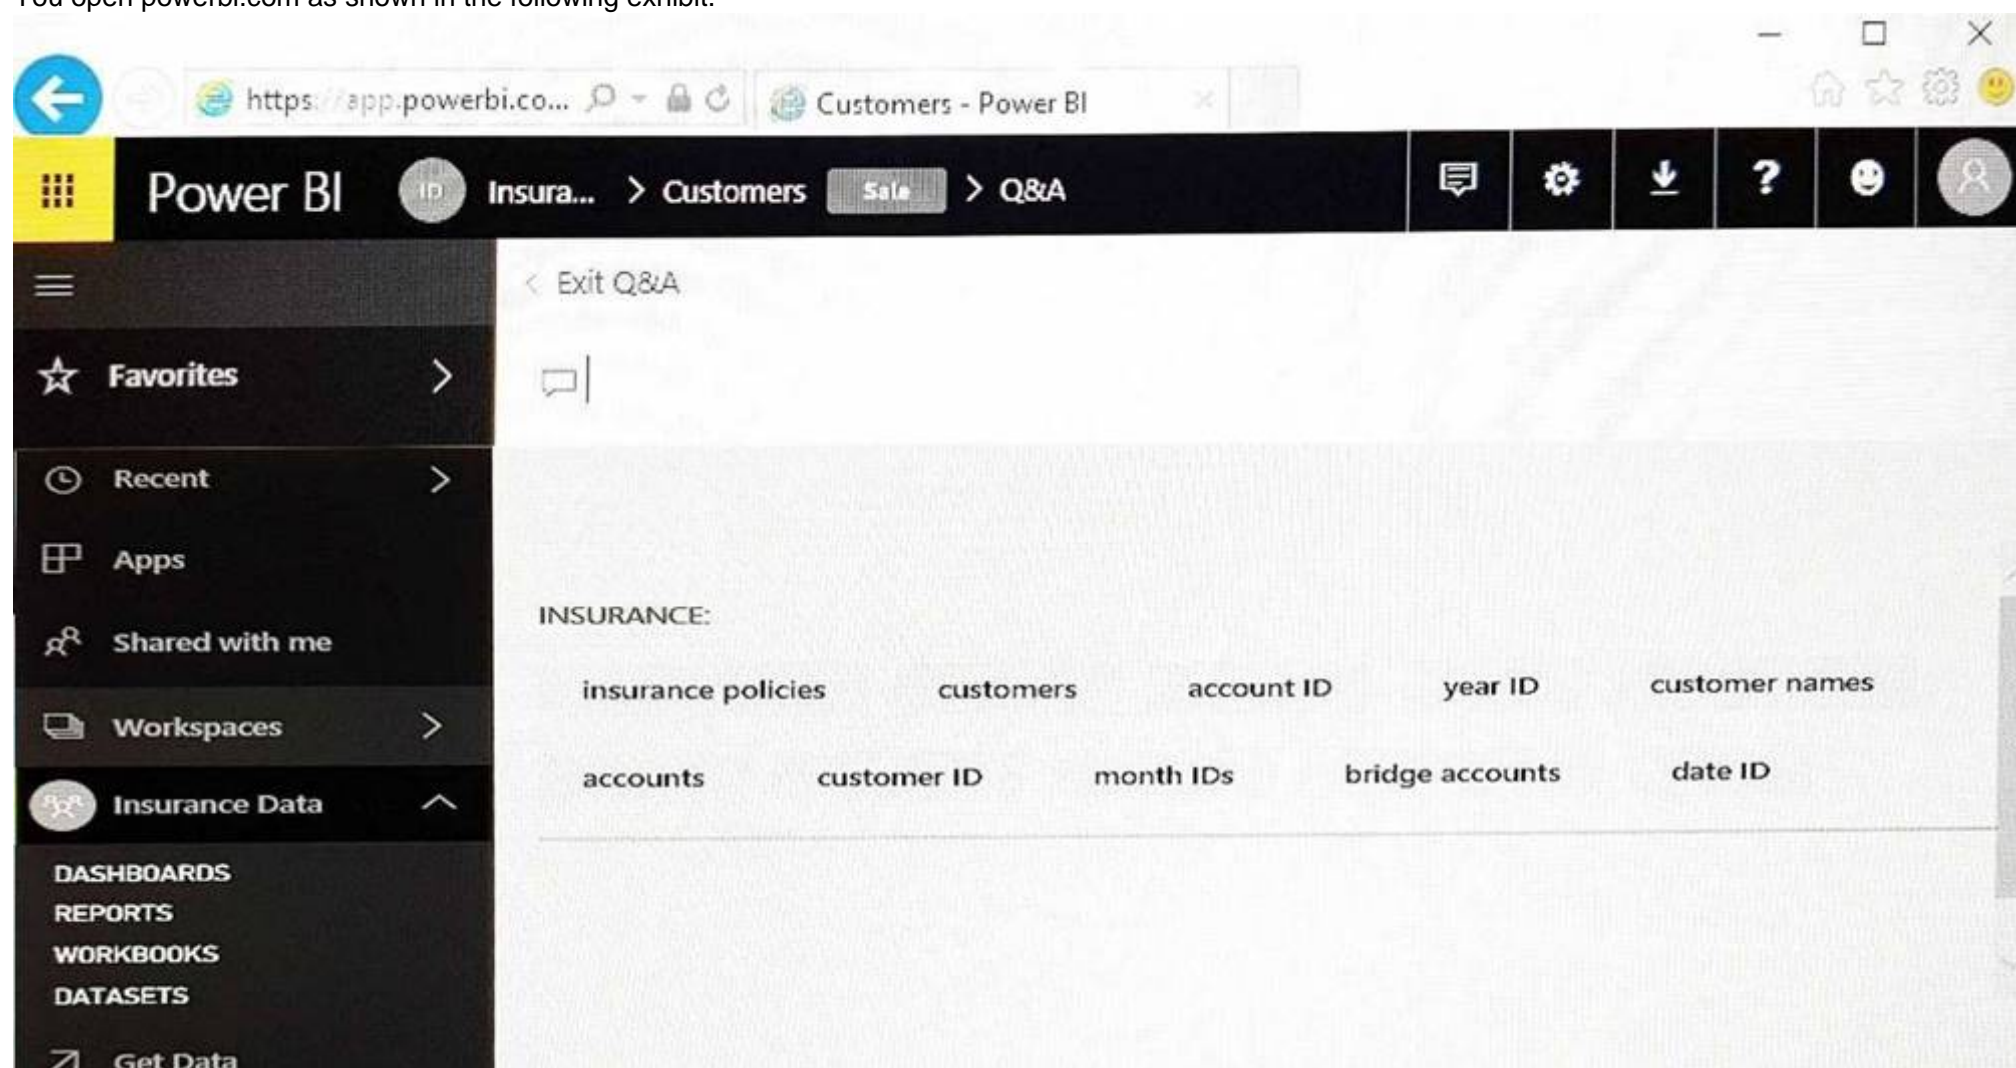 You open powerbi.com as shown in the following exhibit.
https://app.powerbi.co... Customers - Power BI
Power BI ID Insura... > Customers Sale > Q&A
< Exit Q&A
Favorites >
Recent >
Apps
INSURANCE:
Shared with me
insurance policies customers account ID year ID customer names
Workspaces >
accounts customer ID month IDs bridge accounts date ID
Insurance Data
DASHBOARDS
REPORTS
WORKBOOKS
DATASETS
Get Data